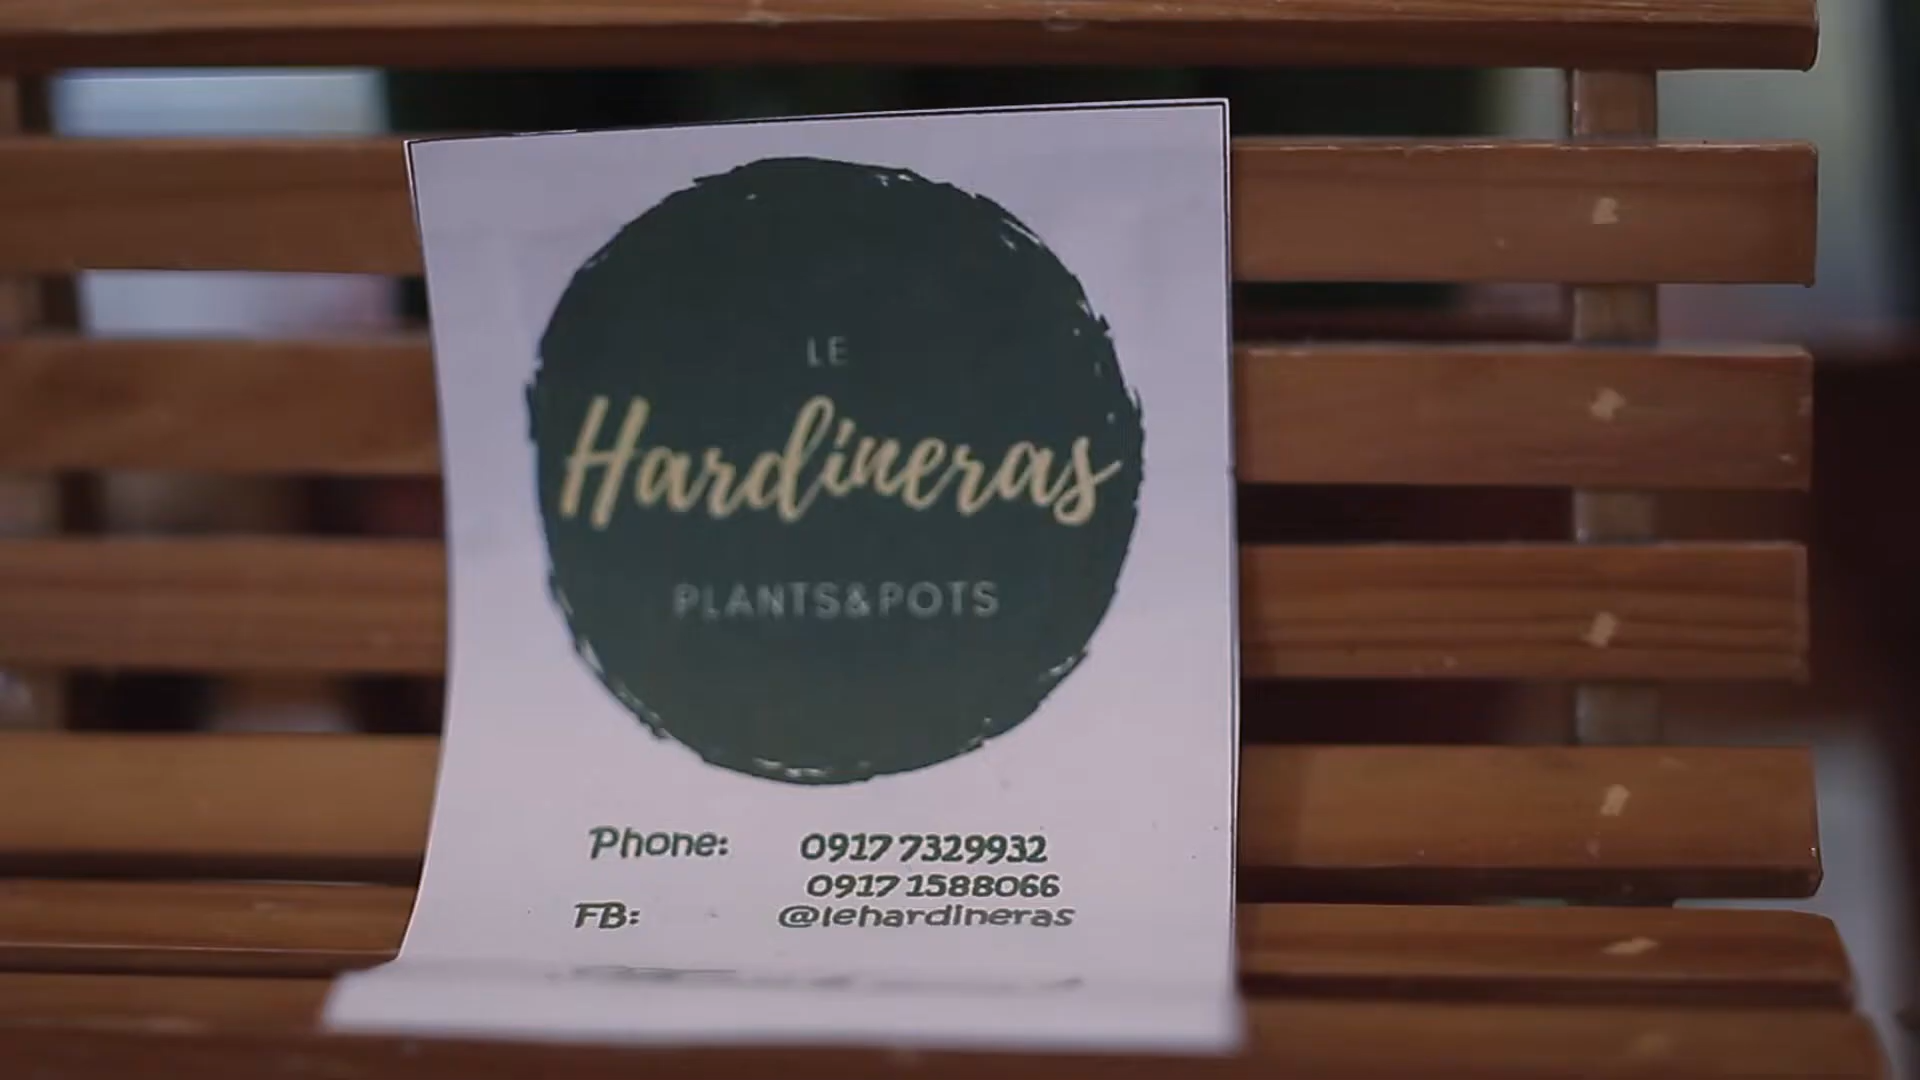 LE
Hardineras
PLANTS&POTS
Phone: 0917 7329932
0917 1588066
FB: @lehardineras